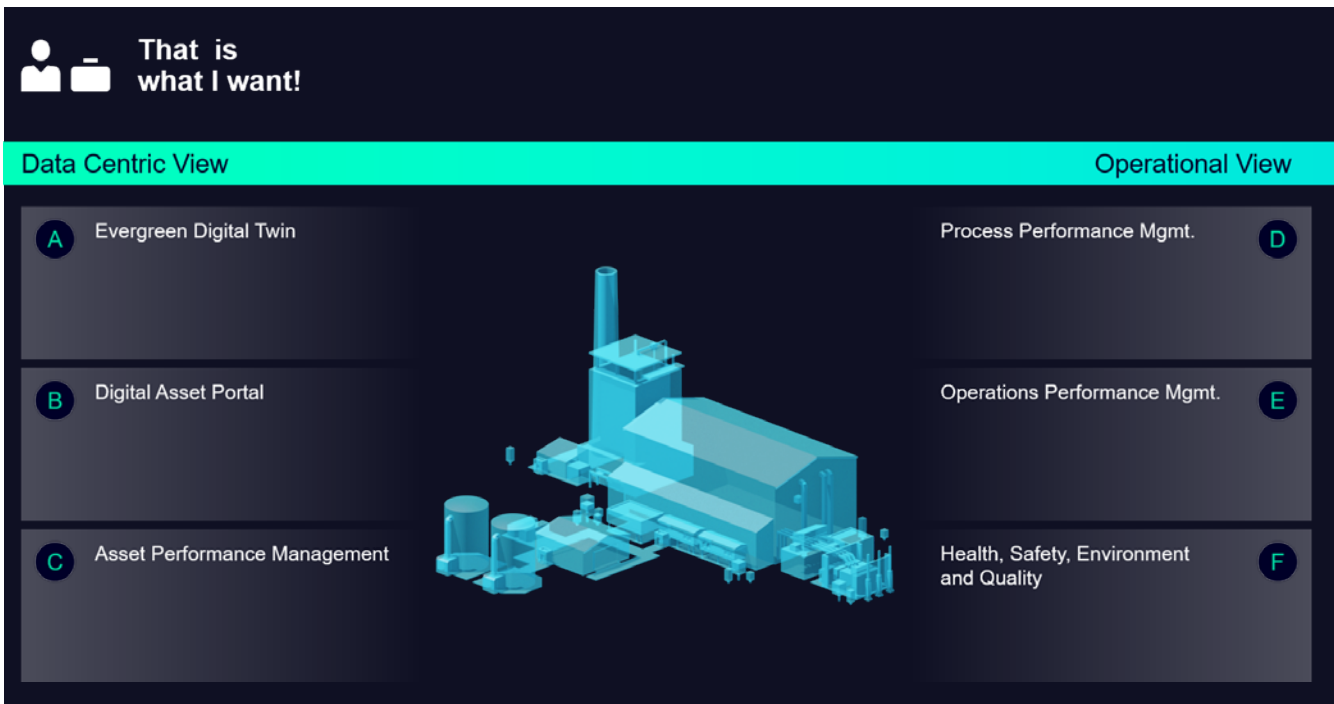 That is
what I want!
Data Centric View
Operational View
A
Evergreen Digital Twin
B
Digital Asset Portal
C
Asset Performance Management
Process Performance Mgmt.
D
Operations Performance Mgmt.
E
Health, Safety, Environment
and Quality
F